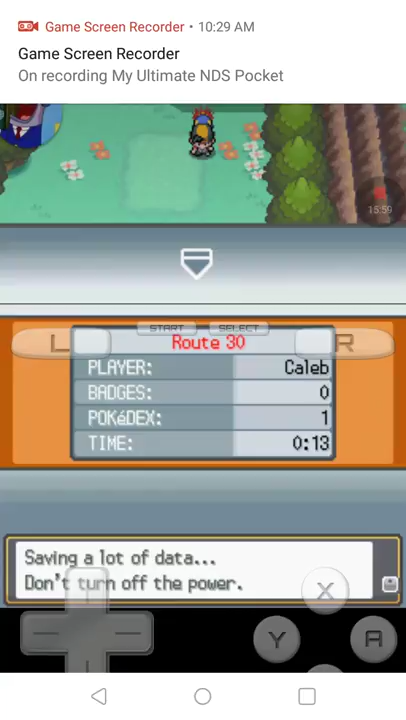 Game Screen Recorder • 10:29 AM
Game Screen Recorder
On recording My Ultimate NDS Pocket
15:59
START SELECT
L R
Route 30
PLAYER: Caleb
BADGES: 0
POKéDEX: 1
TIME: 0:13
Saving a lot of data...
Don't turn off the power.
X
Y A